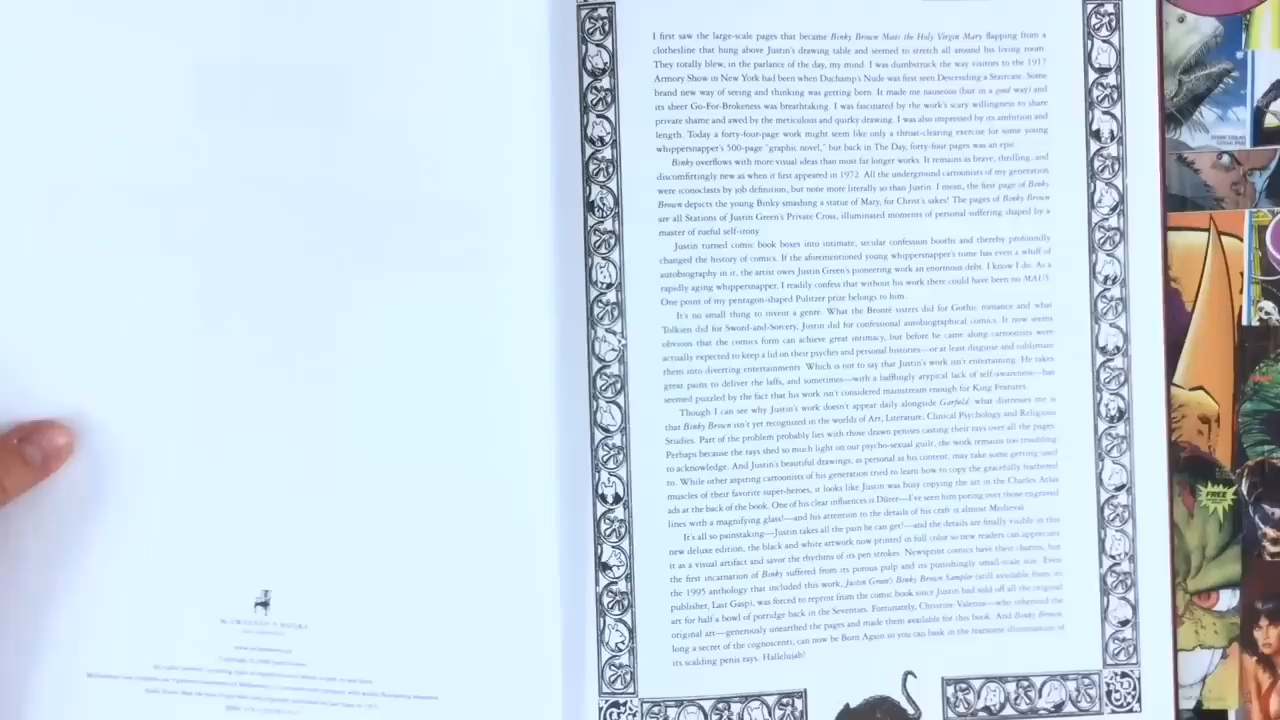 I first saw the large-scale pages that became Binky Brown Meets the Holy Virgin Mary flapping from a
clothesline that hung above Justin's drawing table and seemed to stretch all around his living room.
They totally blew, in the parlance of the day, my mind. I was dumbstruck the way visitors to the 1917
Armory Show in New York had been when Duchamp's Nude was first seen Descending a Staircase. Some
brand new way of seeing and thinking was getting born. It made me nauseous (but in a good way) and
its sheer Go-For-Brokeness was breathtaking. I was fascinated by the work's scary willingness to share
private shame and awed by the meticulous and quirky drawing. I was also impressed by its ambition and
length. Today a forty-four-page work might seem like only a throat-clearing exercise for some young
whippersnapper's 500-page "graphic novel," but back in The Day, forty-four pages was an epic.
Binky overflows with more visual ideas than most far longer works. It remains as brave, thrilling, and
discomfittingly new as when it first appeared in 1972. All the underground cartoonists of my generation
were iconoclasts by job definition, but none more literally so than Justin. I mean, the first page of Binky
Brown depicts the young Binky smashing a statue of Mary, for Christ's sakes! The pages of Binky Brown
are all Stations of Justin Green's Private Cross, illuminated moments of personal suffering shaped by a
master of rueful self-irony.
Justin turned comic book boxes into intimate, secular confession booths and thereby profoundly
changed the history of comics. If the aforementioned young whippersnapper's tome has even a whiff of
autobiography in it, the artist owes Justin Green's pioneering work an enormous debt. I know I do. As a
rapidly aging whippersnapper, I readily confess that without his work there could have been no MAUS.
One point of my pentagon-shaped Pulitzer prize belongs to him.
It's no small thing to invent a genre. What the Brontë sisters did for Gothic romance and what
Tolkien did for Sword-and-Sorcery, Justin did for confessional autobiographical comics. It now seems
obvious that the comics form can achieve great intimacy, but before he came along cartoonists were
actually expected to keep a lid on their psyches and personal histories—or at least disguise and sublimate
them into diverting entertainments. Which is not to say that Justin's work isn't entertaining. He takes
great pains to deliver the laffs, and sometimes—with a bafflingly atypical lack of self-awareness—has
seemed puzzled by the fact that his work isn't considered mainstream enough for King Features.
Though I can see why Justin's work doesn't appear daily alongside Garfield, what distresses me is
that Binky Brown isn't yet recognized in the worlds of Art, Literature, Clinical Psychology and Religious
Studies. Part of the problem probably lies with those drawn penises casting their rays over all the pages.
Perhaps because the rays shed so much light on our psycho-sexual guilt, the work remains too troubling
to acknowledge. And Justin's beautiful drawings, as personal as his content, may take some getting used
to. While other aspiring cartoonists of his generation tried to learn how to copy the gracefully feathered
muscles of their favorite super-heroes, it looks like Justin was busy copying the art in the Charles Atlas
ads at the back of the book. One of his clear influences is Dürer—I've seen him poring over those engraved
lines with a magnifying glass!—and his attention to the details of his craft is almost Medieval.
It's all so painstaking—Justin takes all the pain he can get!—and the details are finally visible in this
new deluxe edition, the black and white artwork now printed in full color so new readers can appreciate
it as a visual artifact and savor the rhythms of its pen strokes. Newsprint comics have their charms, but
the first incarnation of Binky suffered from its porous pulp and its punishingly small-scale size. Even
the 1995 anthology that included this work, Justin Green's Binky Brown Sampler (still available from its
publisher, Last Gasp), was forced to reprint from the comic book since Justin had sold off all the original
art for half a bowl of porridge back in the Seventies. Fortunately, Christine Valenza—who inherited the
original art—generously unearthed the pages and made them available for this book. And Binky Brown,
long a secret of the cognoscenti, can now be Born Again so you can bask in the fearsome illumination of
its scalding penis rays. Hallelujah!
FREE